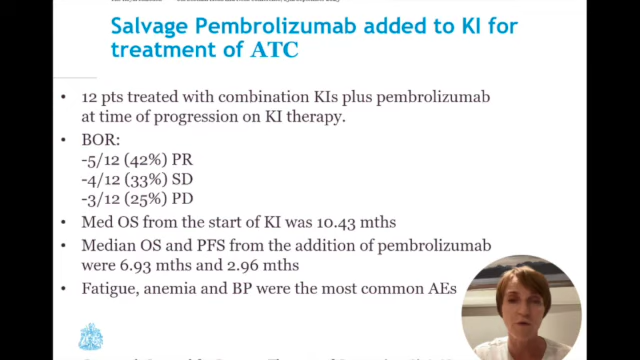 Salvage Pembrolizumab added to KI for
treatment of ATC
• 12 pts treated with combination KIs plus pembrolizumab
at time of progression on KI therapy.
• BOR:
-5/12 (42%) PR
-4/12 (33%) SD
-3/12 (25%) PD
• Med OS from the start of KI was 10.43 mths
• Median OS and PFS from the addition of pembrolizumab
were 6.93 mths and 2.96 mths
• Fatigue, anemia and BP were the most common AEs